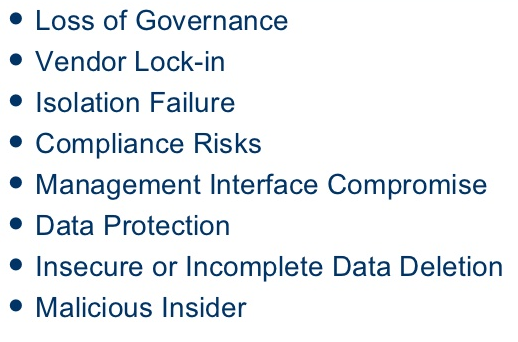 • Loss of Governance
• Vendor Lock-in
• Isolation Failure
• Compliance Risks
• Management Interface Compromise
• Data Protection
• Insecure or Incomplete Data Deletion
• Malicious Insider